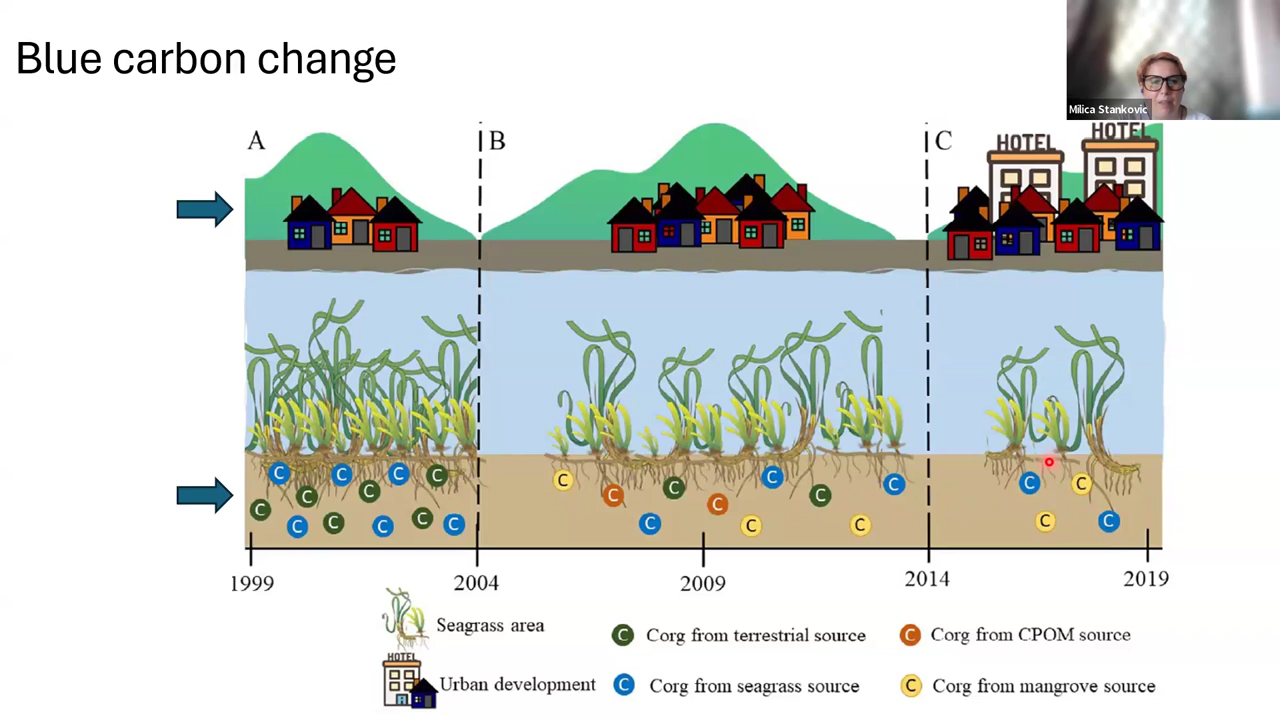 Blue carbon change
Milica Stankovic
A
B
C
HOTEL
HOTEL
C C C C
C C C
C C C C C
C C C C C C
C C C C
C C
C C
1999 2004 2009 2014 2019
Seagrass area
C Corg from terrestrial source
C Corg from CPOM source
HOTEL
Urban development
C Corg from seagrass source
C Corg from mangrove source